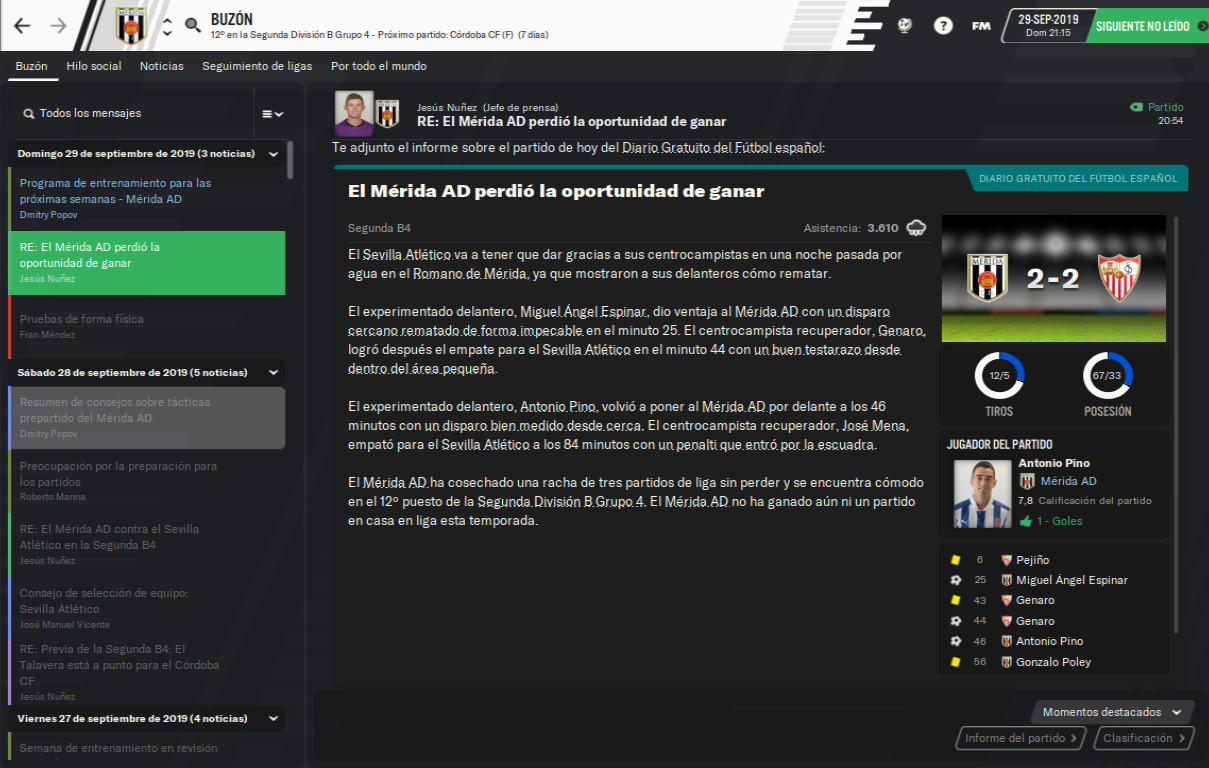 BUZÓN
12º en la Segunda División B Grupo 4 - Próximo partido: Córdoba CF (F) (7 días)
?
FM
29-SEP-2019
Dom 21:15
SIGUIENTE NO LEÍDO
Buzón
Hilo social
Noticias
Seguimiento de ligas
Por todo el mundo
Todos los mensajes
Domingo 29 de septiembre de 2019 (3 noticias)
Programa de entrenamiento para las
próximas semanas - Mérida AD
Dmitry Popov
RE: El Mérida AD perdió la
oportunidad de ganar
Jesús Nuñez
Pruebas de forma física
Fran Méndez
Sábado 28 de septiembre de 2019 (5 noticias)
Resumen de consejos sobre tácticas
prepartido del Mérida AD
Dmitry Popov
Preocupación por la preparación para
los partidos
Roberto Marina
RE: El Mérida AD contra el Sevilla
Atlético en la Segunda B4
Jesús Nuñez
Consejo de selección de equipo:
Sevilla Atlético
José Manuel Vicente
RE: Previa de la Segunda B4: El
Talavera está a punto para el Córdoba
CF
Jesús Nuñez
Viernes 27 de septiembre de 2019 (4 noticias)
Semana de entrenamiento en revisión
Jesús Nuñez (Jefe de prensa)
RE: El Mérida AD perdió la oportunidad de ganar
Partido
20:54
Te adjunto el informe sobre el partido de hoy del Diario Gratuito del Fútbol español:
DIARIO GRATUITO DEL FÚTBOL ESPAÑOL
El Mérida AD perdió la oportunidad de ganar
Segunda B4
Asistencia: 3.610
El Sevilla Atlético va a tener que dar gracias a sus centrocampistas en una noche pasada por
agua en el Romano de Mérida, ya que mostraron a sus delanteros cómo rematar.
El experimentado delantero, Miguel Ángel Espinar, dio ventaja al Mérida AD con un disparo
cercano rematado de forma impecable en el minuto 25. El centrocampista recuperador, Genaro,
logró después el empate para el Sevilla Atlético en el minuto 44 con un buen testarazo desde
dentro del área pequeña.
El experimentado delantero, Antonio Pino, volvió a poner al Mérida AD por delante a los 46
minutos con un disparo bien medido desde cerca. El centrocampista recuperador, José Mena,
empató para el Sevilla Atlético a los 84 minutos con un penalti que entró por la escuadra.
El Mérida AD ha cosechado una racha de tres partidos de liga sin perder y se encuentra cómodo
en el 12º puesto de la Segunda División B Grupo 4. El Mérida AD no ha ganado aún ni un partido
en casa en liga esta temporada.
MÉRIDA
2-2
12/5
67/33
TIROS
POSESIÓN
JUGADOR DEL PARTIDO
Antonio Pino
Mérida AD
7,8 Calificación del partido
1 - Goles
6 Pejiño
25 Miguel Ángel Espinar
43 Genaro
44 Genaro
46 Antonio Pino
56 Gonzalo Poley
Momentos destacados
Informe del partido
Clasificación